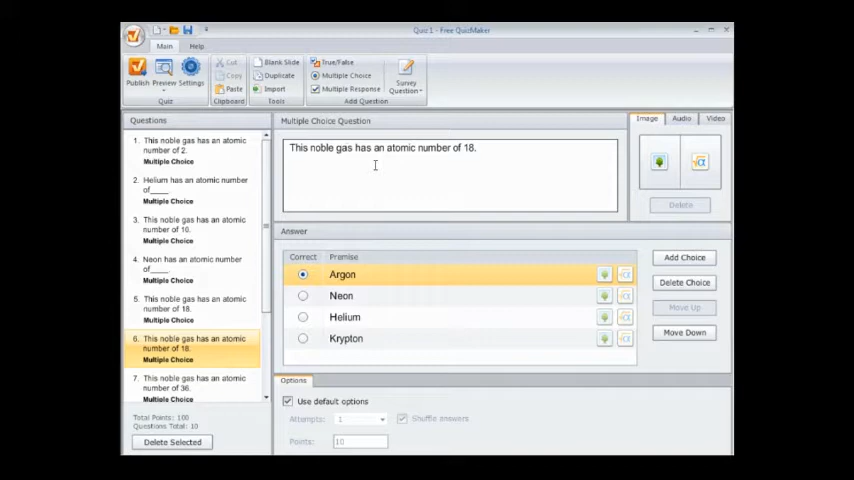 Quiz 1 - Free QuizMaker
Main
Help
Publish
Preview
Settings
Quiz
Cut
Copy
Paste
Clipboard
Blank Slide
Duplicate
Import
Tools
True/False
Multiple Choice
Multiple Response
Survey
Question
Add Question
Questions
1. This noble gas has an atomic
number of 2.
Multiple Choice
2. Helium has an atomic number
of_____.
Multiple Choice
3. This noble gas has an atomic
number of 10.
Multiple Choice
4. Neon has an atomic number
of_____.
Multiple Choice
5. This noble gas has an atomic
number of 18.
Multiple Choice
6. This noble gas has an atomic
number of 18.
Multiple Choice
7. This noble gas has an atomic
number of 36.
Multiple Choice
Total Points: 100
Questions Total: 10
Delete Selected
Multiple Choice Question
This noble gas has an atomic number of 18.
Image
Audio
Video
Delete
Answer
Correct
Premise
Argon
Neon
Helium
Krypton
Add Choice
Delete Choice
Move Up
Move Down
Options
Use default options
Attempts:
1
Shuffle answers
Points:
10